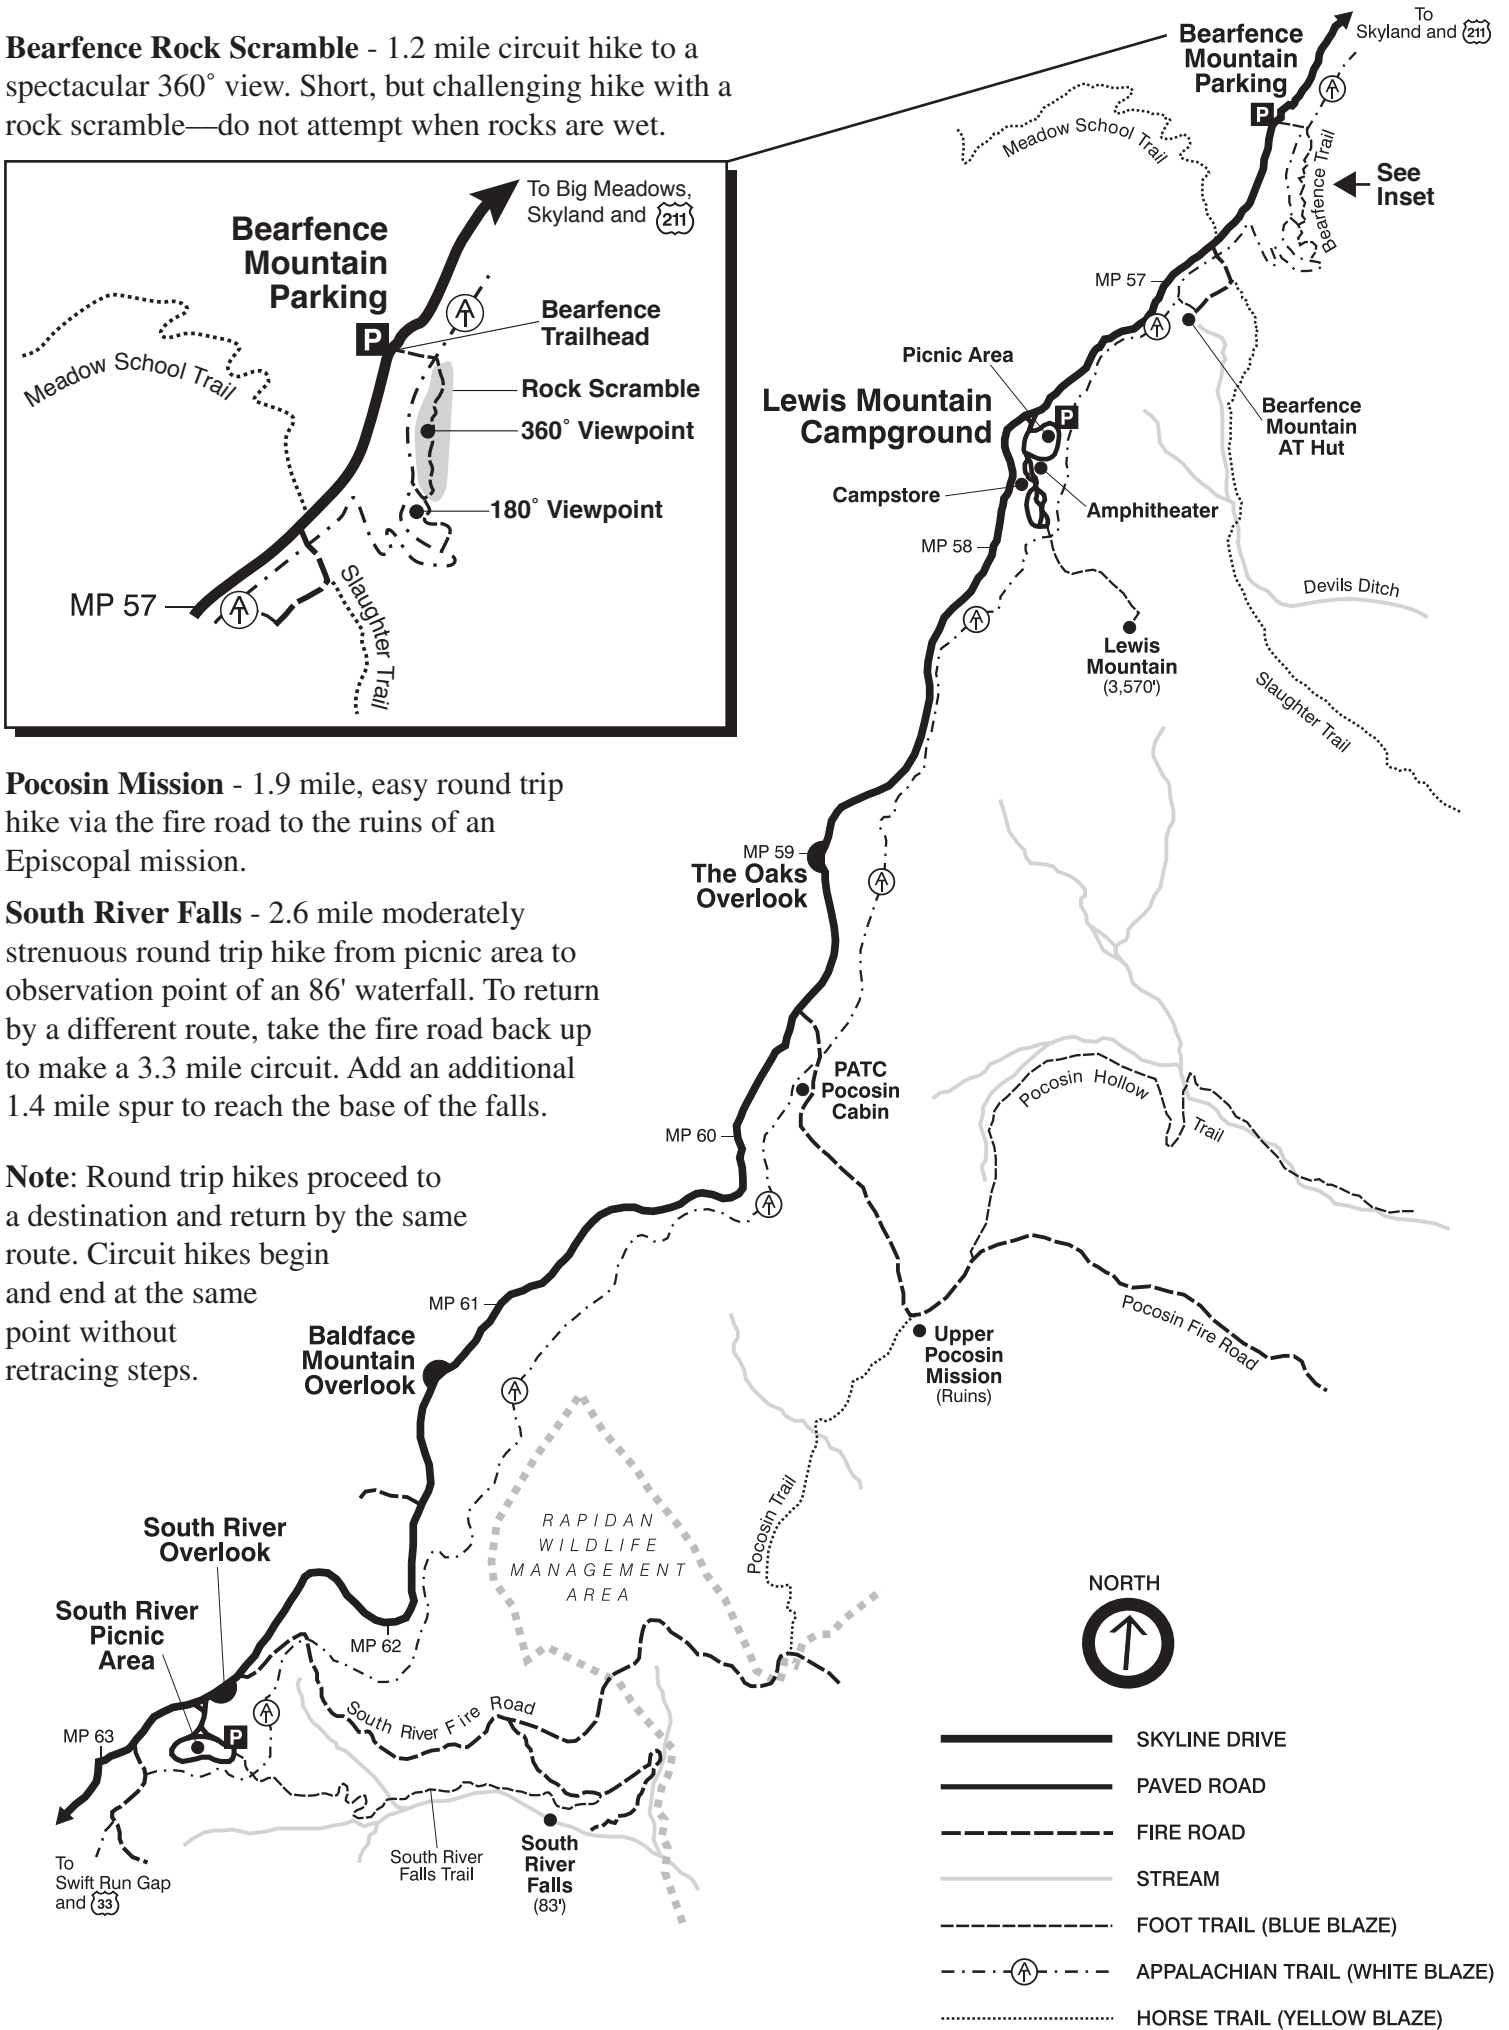 Bearfence Rock Scramble - 1.2 mile circuit hike to a
spectacular 360˚ view. Short, but challenging hike with a
rock scramble—do not attempt when rocks are wet.
To Big Meadows,
Skyland and 211
Bearfence
Mountain
Parking
P
Bearfence
Trailhead
Meadow School Trail
Rock Scramble
360˚ Viewpoint
180˚ Viewpoint
MP 57
Slaughter Trail
Pocosin Mission - 1.9 mile, easy round trip
hike via the fire road to the ruins of an
Episcopal mission.
South River Falls - 2.6 mile moderately
strenuous round trip hike from picnic area to
observation point of an 86' waterfall. To return
by a different route, take the fire road back up
to make a 3.3 mile circuit. Add an additional
1.4 mile spur to reach the base of the falls.
Note: Round trip hikes proceed to
a destination and return by the same
route. Circuit hikes begin
and end at the same
point without
retracing steps.
To
Skyland and 211
Bearfence
Mountain
Parking
P
Meadow School Trail
Bearfence Trail
Bearfence Trail
See
Inset
MP 57
Picnic Area
Lewis Mountain
Campground
P
Bearfence
Mountain
AT Hut
Campstore
Amphitheater
MP 58
Devils Ditch
Lewis
Mountain
(3,570')
Slaughter Trail
MP 59
The Oaks
Overlook
PATC
Pocosin
Cabin
Pocosin Hollow
Trail
MP 60
MP 61
Baldface
Mountain
Overlook
Upper
Pocosin
Mission
(Ruins)
Pocosin Fire Road
Pocosin Trail
RAPIDAN
WILDLIFE
MANAGEMENT
AREA
South River
Overlook
South River
Picnic
Area
MP 62
South River Fire Road
MP 63
P
To
Swift Run Gap
and 33
South River
Falls Trail
South
River
Falls
(83')
NORTH
SKYLINE DRIVE
PAVED ROAD
FIRE ROAD
STREAM
FOOT TRAIL (BLUE BLAZE)
APPALACHIAN TRAIL (WHITE BLAZE)
HORSE TRAIL (YELLOW BLAZE)